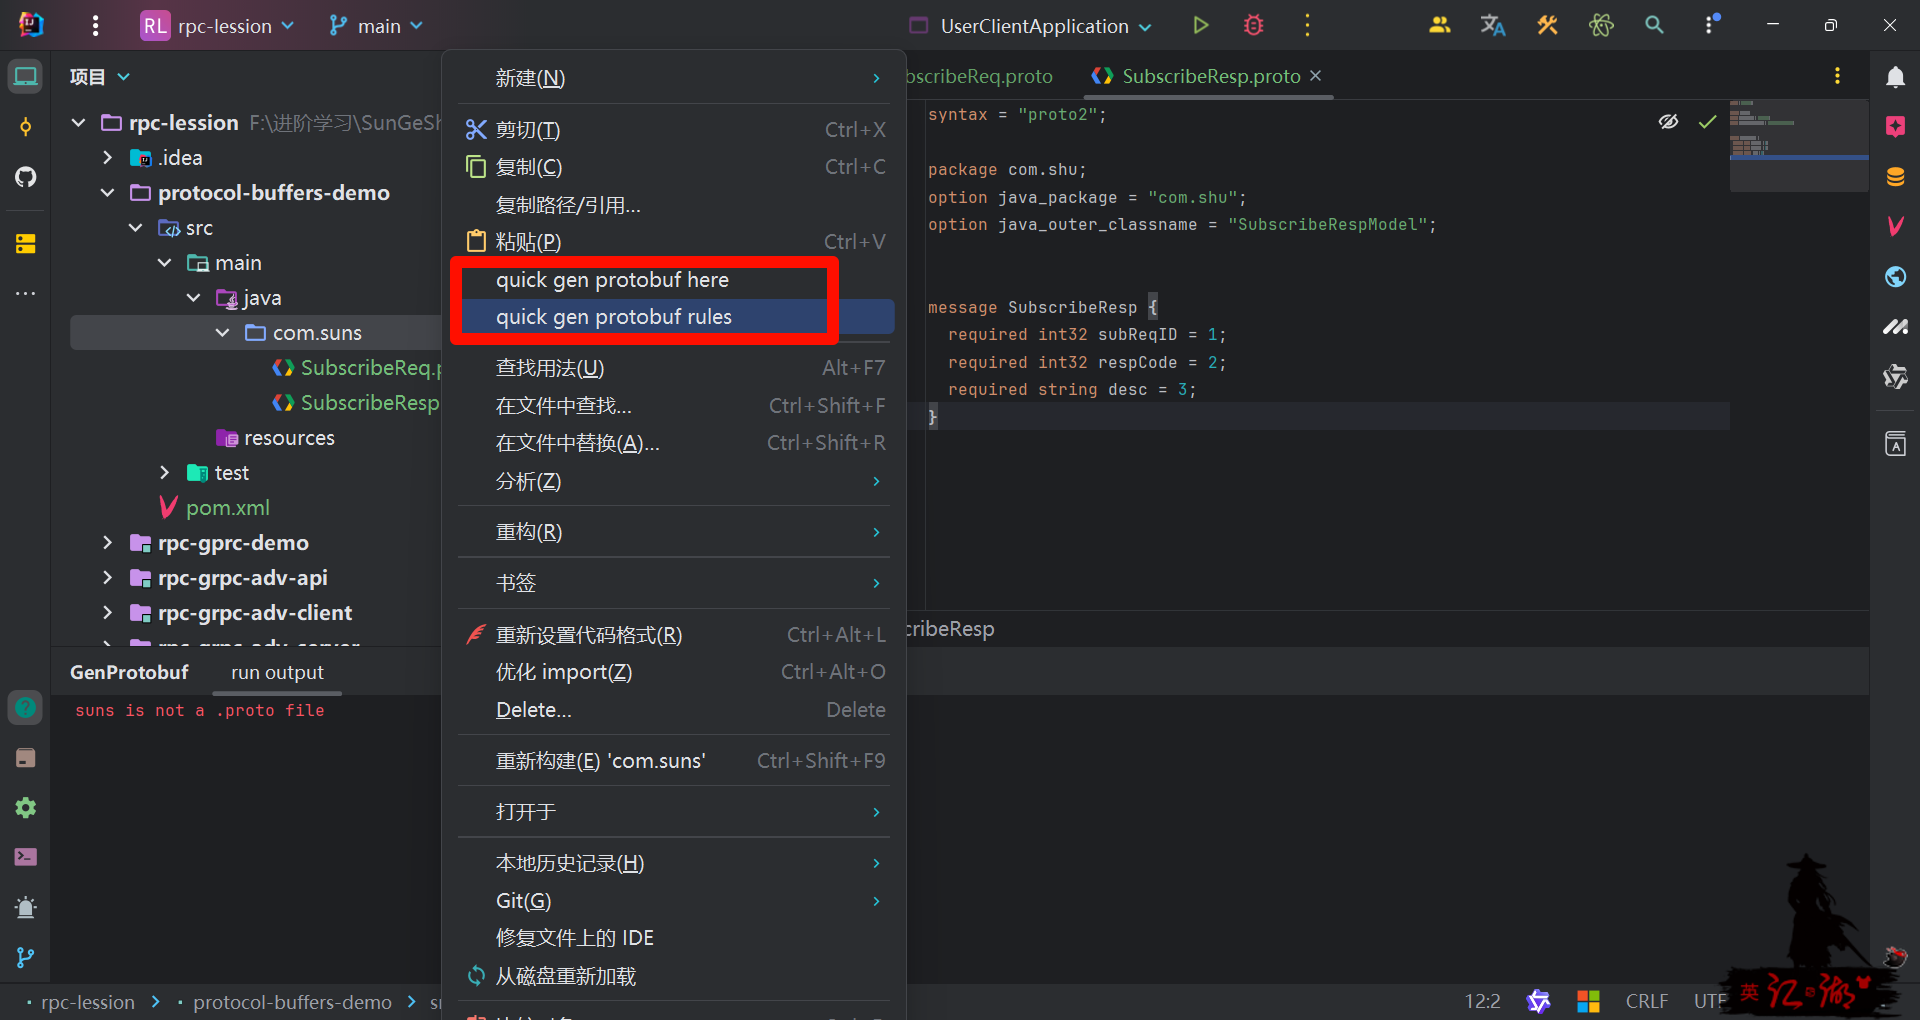 RL rpc-lession
main
UserClientApplication
项目
rpc-lession F:\进阶学习\SunGeSh
.idea
protocol-buffers-demo
src
main
java
com.suns
SubscribeReq.p
SubscribeResp
resources
test
pom.xml
rpc-gprc-demo
rpc-grpc-adv-api
rpc-grpc-adv-client
rpc-grpc-adv-server
新建(N)
剪切(T) Ctrl+X
复制(C) Ctrl+C
复制路径/引用...
粘贴(P) Ctrl+V
quick gen protobuf here
quick gen protobuf rules
查找用法(U) Alt+F7
在文件中查找... Ctrl+Shift+F
在文件中替换(A)... Ctrl+Shift+R
分析(Z)
重构(R)
书签
重新设置代码格式(R) Ctrl+Alt+L
优化 import(Z) Ctrl+Alt+O
Delete... Delete
重新构建(E) 'com.suns' Ctrl+Shift+F9
打开于
本地历史记录(H)
Git(G)
修复文件上的 IDE
从磁盘重新加载
bscribeReq.proto
SubscribeResp.proto
syntax = "proto2";
package com.shu;
option java_package = "com.shu";
option java_outer_classname = "SubscribeRespModel";
message SubscribeResp {
required int32 subReqID = 1;
required int32 respCode = 2;
required string desc = 3;
}
cribeResp
GenProtobuf run output
suns is not a .proto file
rpc-lession > protocol-buffers-demo > sr
12:2 CRLF UTF
英